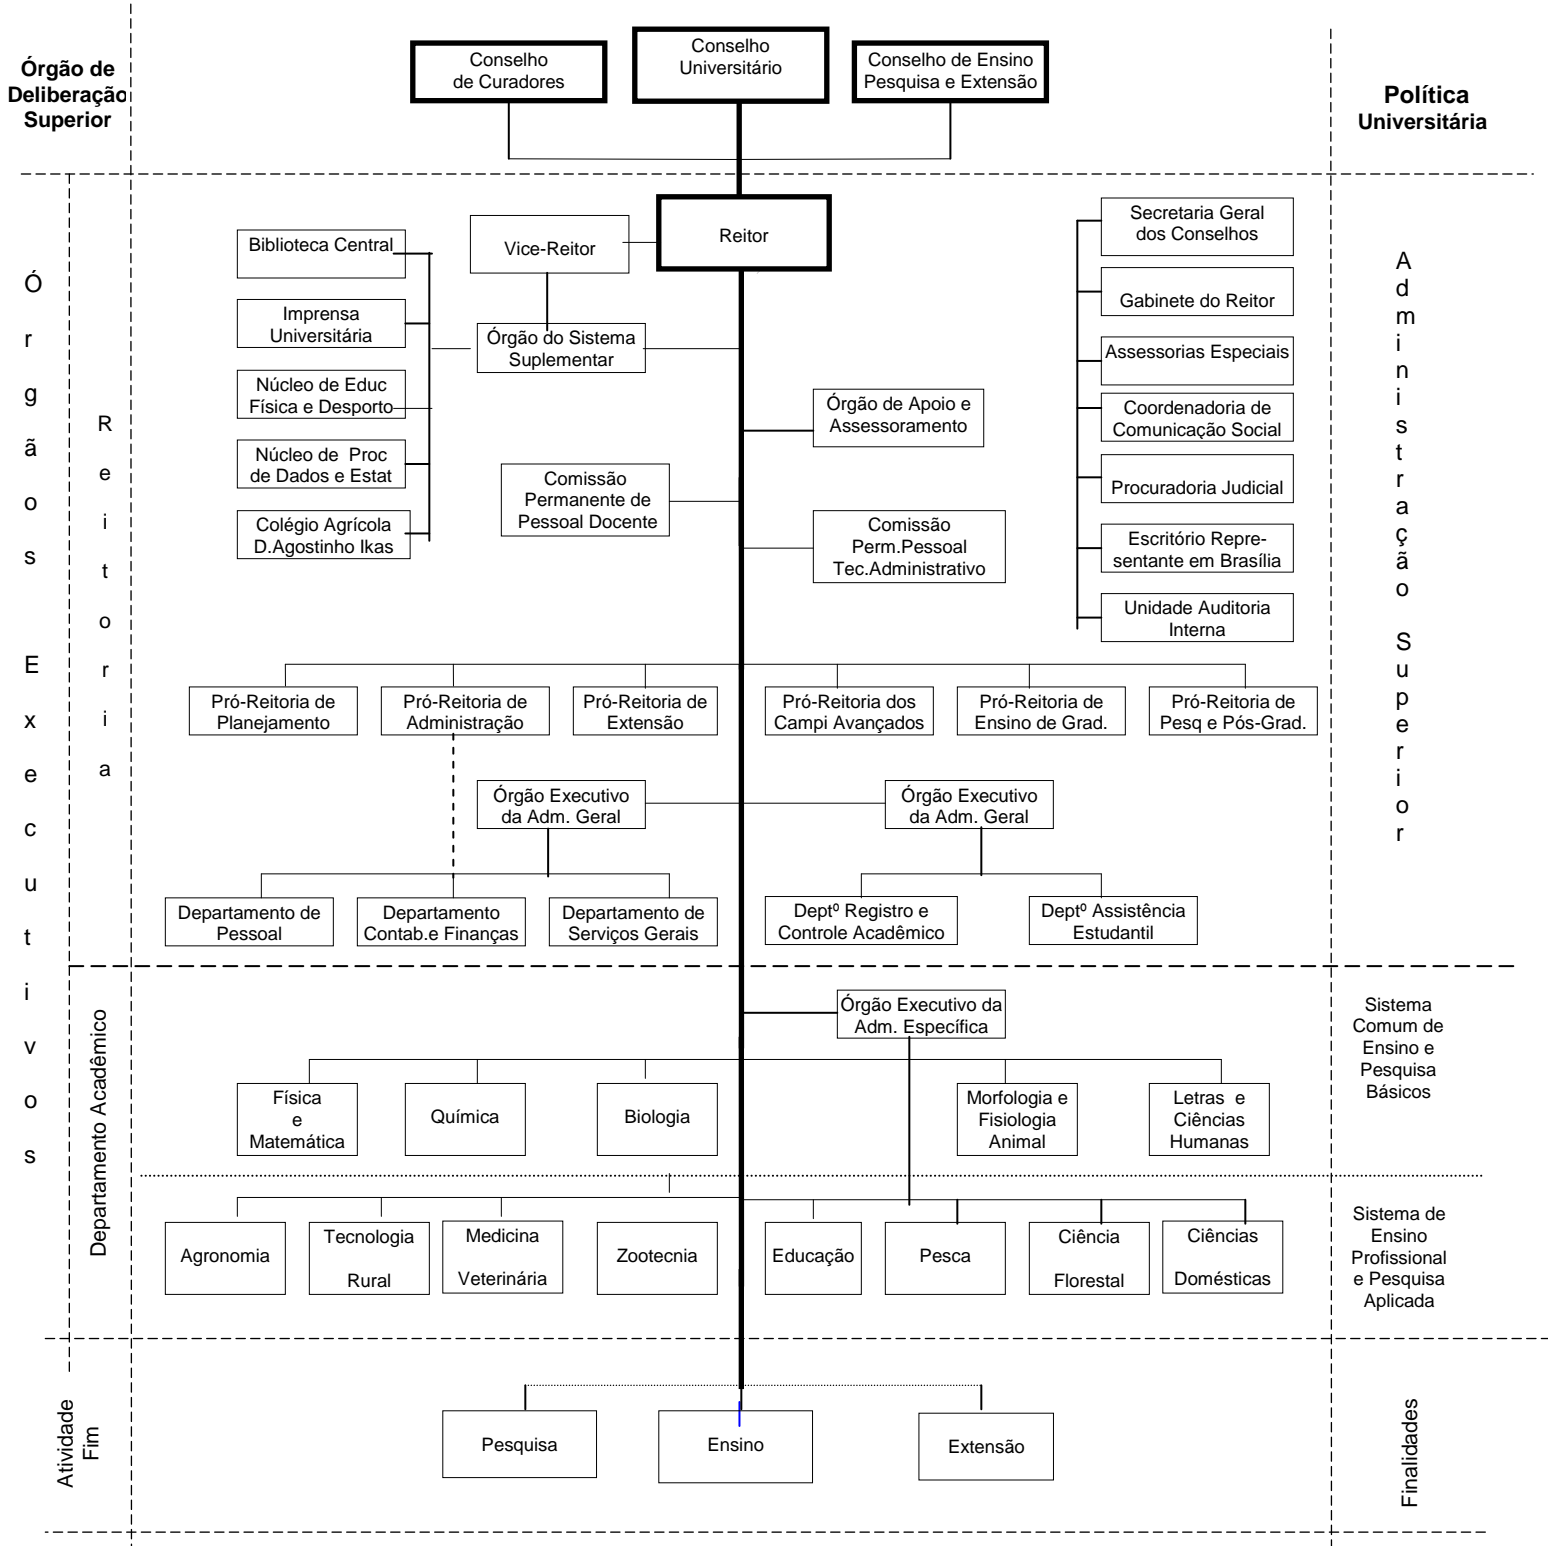 Órgão de
Deliberação
Superior
Conselho
de Curadores
Conselho
Universitário
Conselho de Ensino
Pesquisa e Extensão
Política
Universitária
Órgãos Executivos
Reitoria
Administração Superior
Reitor
Vice-Reitor
Biblioteca Central
Imprensa
Universitária
Núcleo de Educ
Física e Desporto
Núcleo de Proc
de Dados e Estat
Colégio Agrícola
D.Agostinho Ikas
Órgão do Sistema
Suplementar
Órgão de Apoio e
Assessoramento
Comissão
Permanente de
Pessoal Docente
Comissão
Perm.Pessoal
Tec.Administrativo
Secretaria Geral
dos Conselhos
Gabinete do Reitor
Assessorias Especiais
Coordenadoria de
Comunicação Social
Procuradoria Judicial
Escritório Repre-
sentante em Brasília
Unidade Auditoria
Interna
Pró-Reitoria de
Planejamento
Pró-Reitoria de
Administração
Pró-Reitoria de
Extensão
Pró-Reitoria dos
Campi Avançados
Pró-Reitoria de
Ensino de Grad.
Pró-Reitoria de
Pesq e Pós-Grad.
Órgão Executivo
da Adm. Geral
Órgão Executivo
da Adm. Geral
Departamento de
Pessoal
Departamento
Contab.e Finanças
Departamento de
Serviços Gerais
Deptº Registro e
Controle Acadêmico
Deptº Assistência
Estudantil
Departamento Acadêmico
Órgão Executivo da
Adm. Específica
Sistema
Comum de
Ensino e
Pesquisa
Básicos
Física
e
Matemática
Química
Biologia
Morfologia e
Fisiologia
Animal
Letras e
Ciências
Humanas
Agronomia
Tecnologia
Rural
Medicina
Veterinária
Zootecnia
Educação
Pesca
Ciência
Florestal
Ciências
Domésticas
Sistema de
Ensino
Profissional
e Pesquisa
Aplicada
Atividade
Fim
Pesquisa
Ensino
Extensão
Finalidades